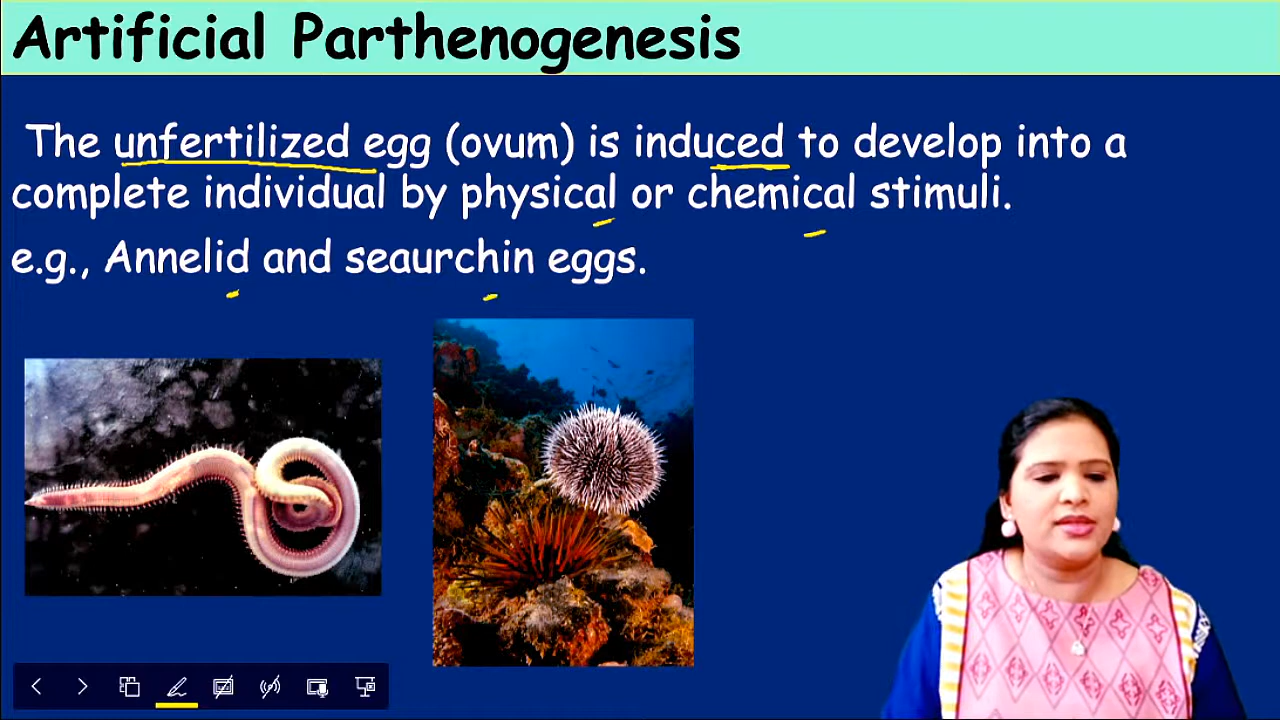 Artificial Parthenogenesis
The unfertilized egg (ovum) is induced to develop into a
complete individual by physical or chemical stimuli.
e.g., Annelid and seaurchin eggs.